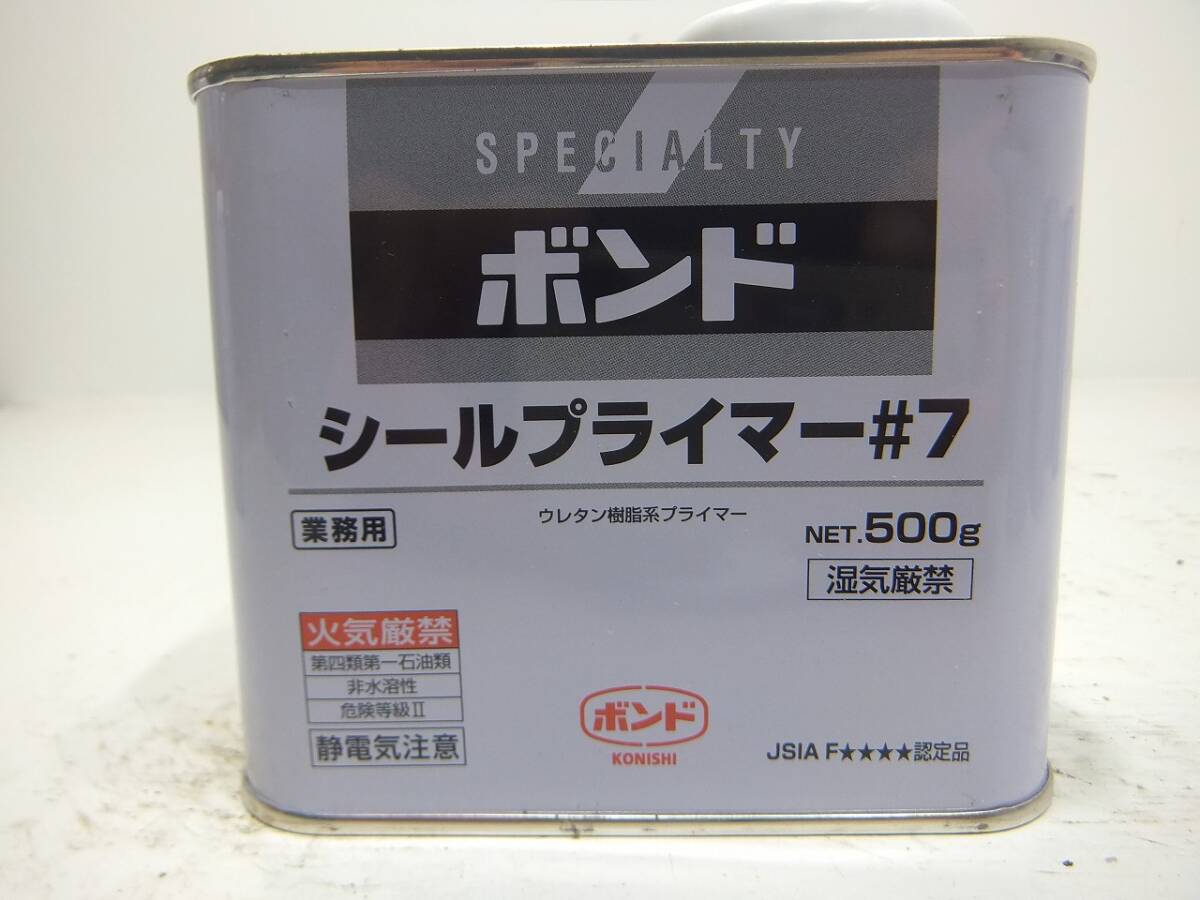 SPECIALTY
ボンド
シールプライマー#7
ウレタン樹脂系プライマー
業務用
NET.500g
湿気厳禁
火気厳禁
第四類第一石油類
非水溶性
危険等級Ⅱ
静電気注意
ボンド
KONISHI
JSIA F★★★★認定品